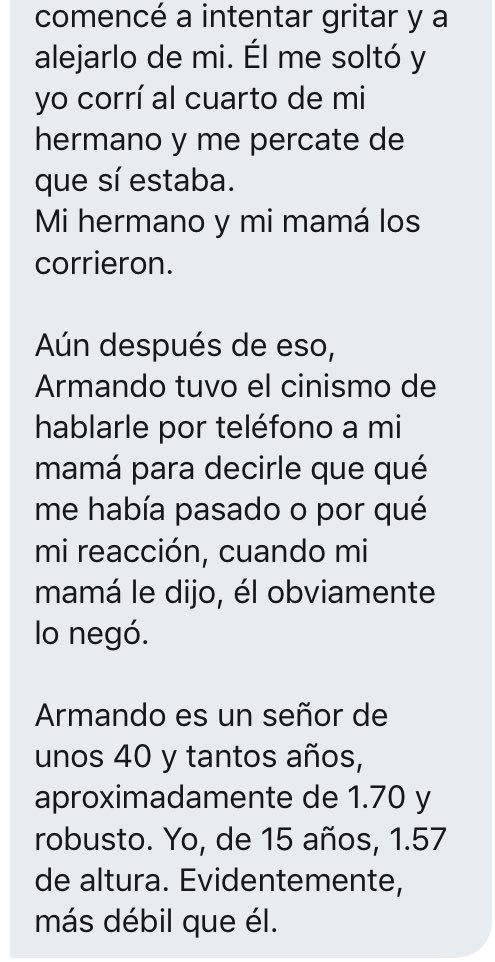 comencé a intentar gritar y a
alejarlo de mi. Él me soltó y
yo corrí al cuarto de mi
hermano y me percate de
que sí estaba.
Mi hermano y mi mamá los
corrieron.
Aún después de eso,
Armando tuvo el cinismo de
hablarle por teléfono a mi
mamá para decirle que qué
me había pasado o por qué
mi reacción, cuando mi
mamá le dijo, él obviamente
lo negó.
Armando es un señor de
unos 40 y tantos años,
aproximadamente de 1.70 y
robusto. Yo, de 15 años, 1.57
de altura. Evidentemente,
más débil que él.